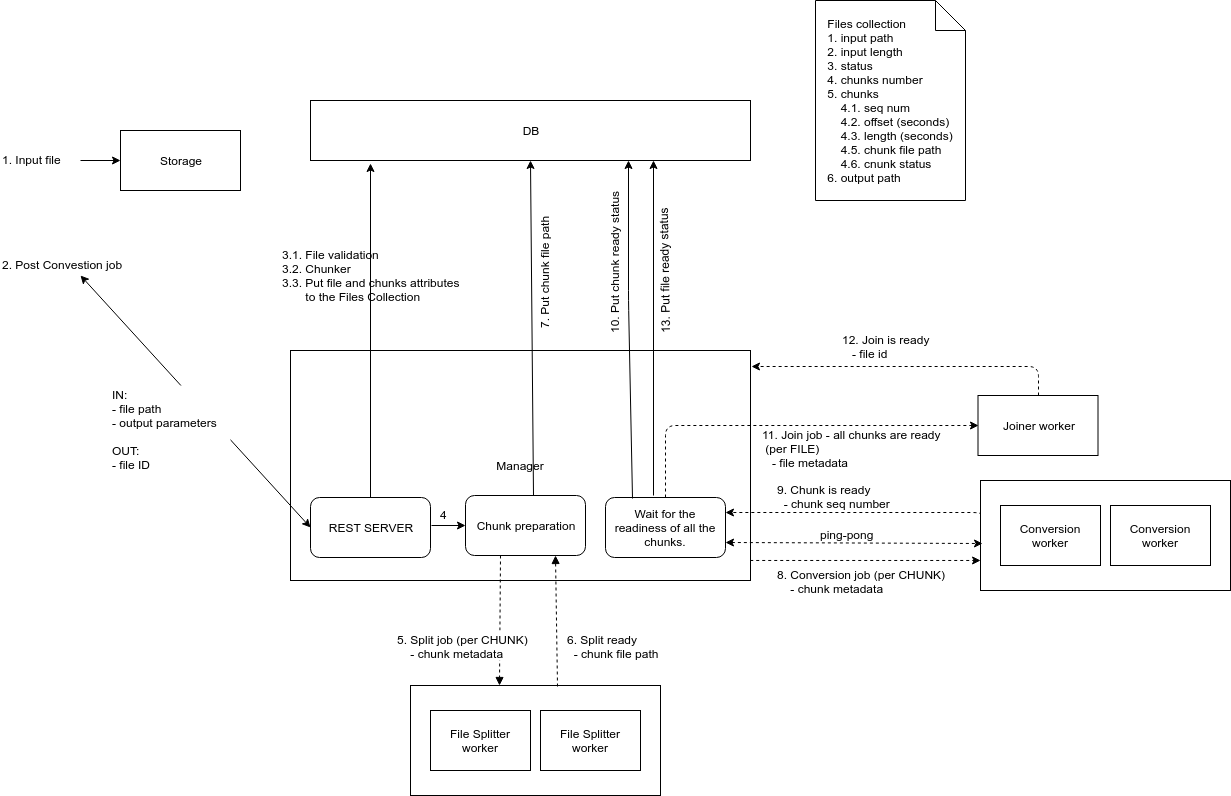 Files collection
1. input path
2. input length
3. status
4. chunks number
5. chunks
4.1. seq num
4.2. offset (seconds)
4.3. length (seconds)
4.5. chunk file path
4.6. cnunk status
6. output path
DB
1. Input file
Storage
2. Post Convestion job
3.1. File validation
3.2. Chunker
3.3. Put file and chunks attributes
to the Files Collection
7. Put chunk file path
10. Put chunk ready status
13. Put file ready status
12. Join is ready
- file id
IN:
- file path
- output parameters
OUT:
- file ID
Joiner worker
11. Join job - all chunks are ready
(per FILE)
- file metadata
Manager
9. Chunk is ready
- chunk seq number
REST SERVER
4
Chunk preparation
Wait for the
readiness of all the
chunks.
ping-pong
Conversion
worker
Conversion
worker
8. Conversion job (per CHUNK)
- chunk metadata
5. Split job (per CHUNK)
- chunk metadata
6. Split ready
- chunk file path
File Splitter
worker
File Splitter
worker